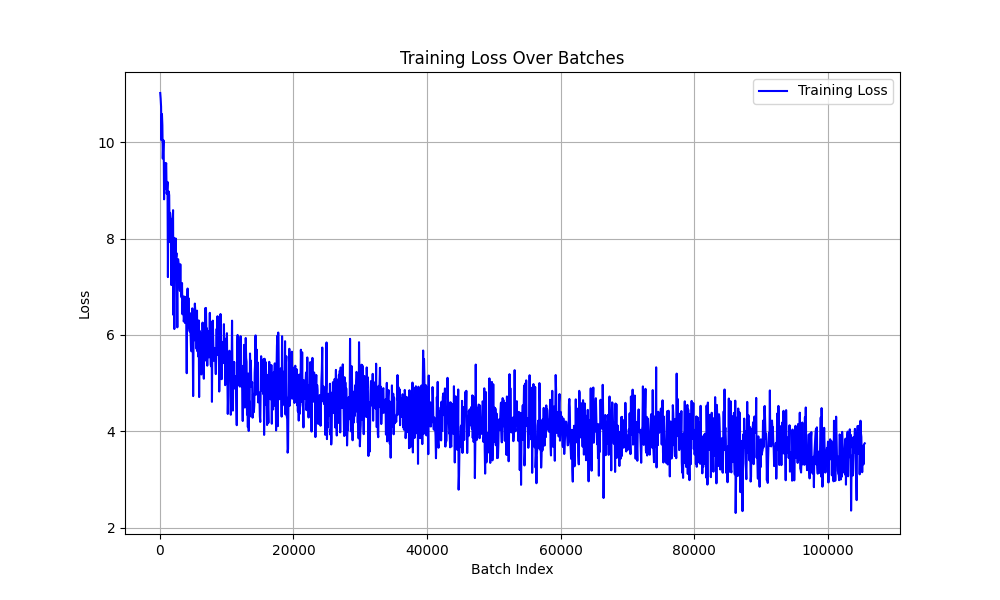 Training Loss Over Batches
Training Loss
10
8
6
4
2
Loss
0 20000 40000 60000 80000 100000
Batch Index